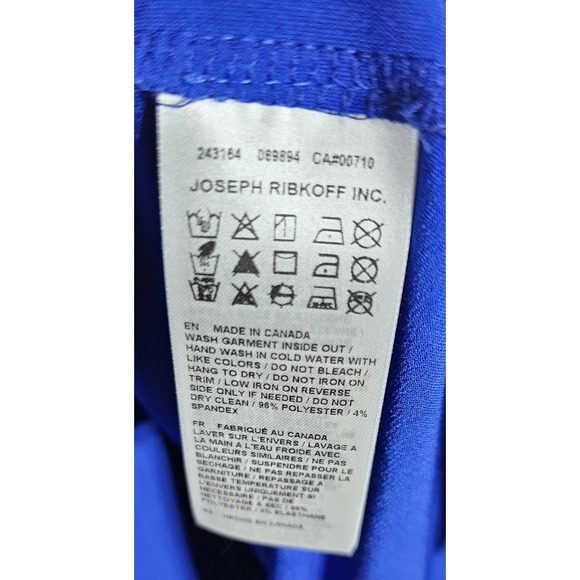 243164 089894 CA#00710
JOSEPH RIBKOFF INC.
EN MADE IN CANADA
WASH GARMENT INSIDE OUT /
HAND WASH IN COLD WATER WITH
LIKE COLORS / DO NOT BLEACH /
HANG TO DRY / DO NOT IRON ON
TRIM / LOW IRON ON REVERSE
SIDE ONLY IF NEEDED / DO NOT
DRY CLEAN / 96% POLYESTER / 4%
SPANDEX
FR FABRIQUÉ AU CANADA
LAVER SUR L'ENVERS / LAVAGE A
LA MAIN À L'EAU FROIDE AVEC
COULEURS SIMILAIRES / NE PAS
BLANCHIR / SUSPENDRE POUR LE
SECHAGE / NE PAS REPASSER LA
GARNITURE / REPASSAGE À
BASSE TEMPERATURE SUR
L'ENVERS UNIQUEMENT SI
NECESSAIRE / PAS DE
NETTOYAGE A SEC / 96%
POLYESTER / 4% ELASTHANE
HECHO EN CANADA